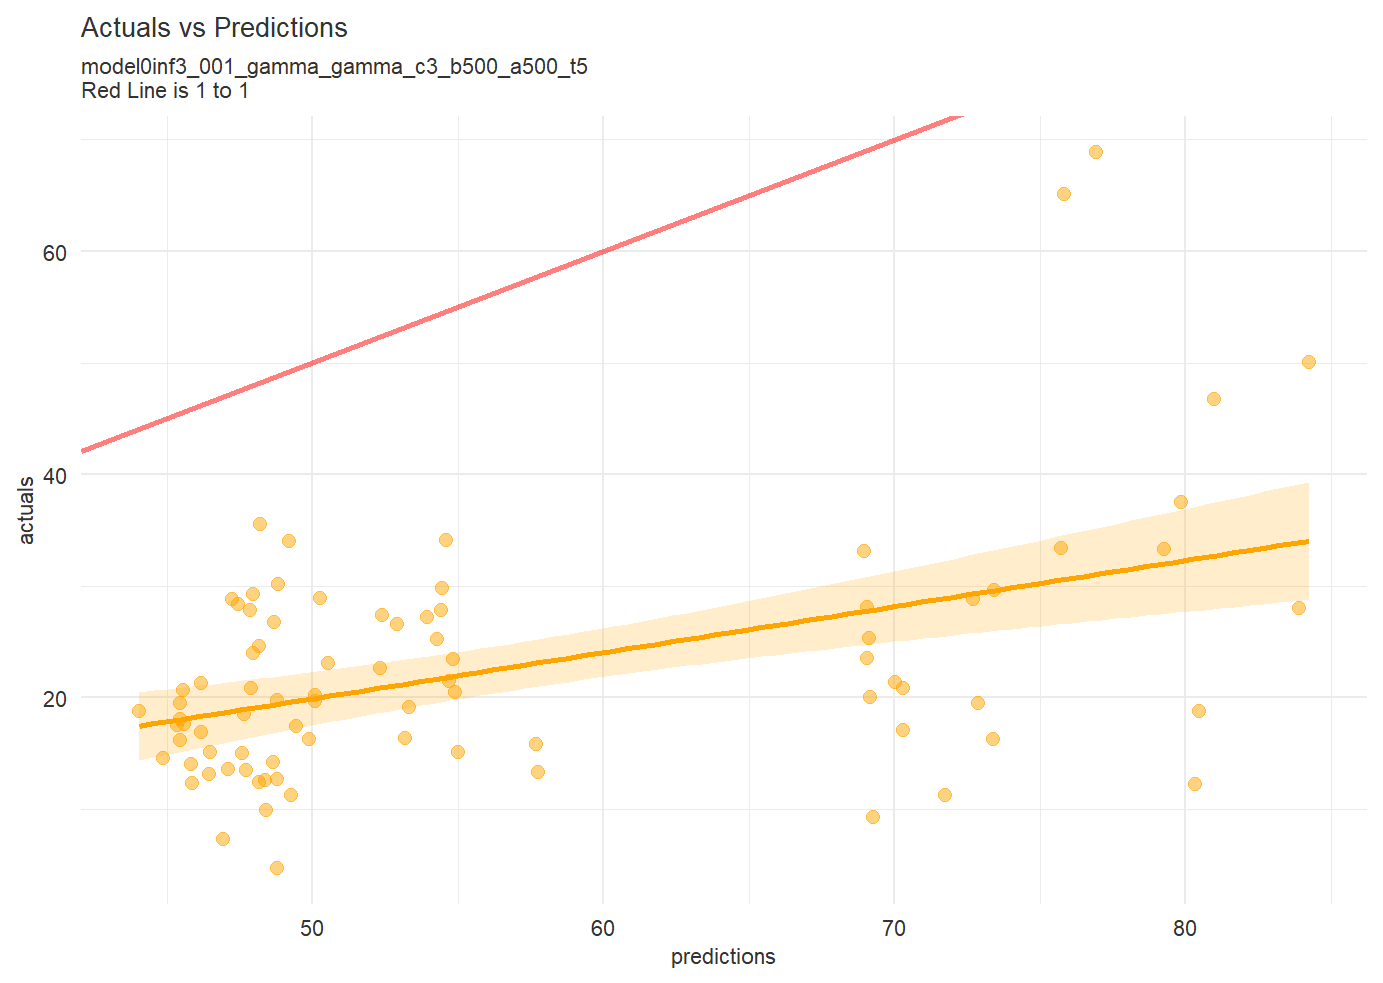 Actuals vs Predictions
model0inf3_001_gamma_gamma_c3_b500_a500_t5
Red Line is 1 to 1
60
40
20
actuals
50 60 70 80
predictions